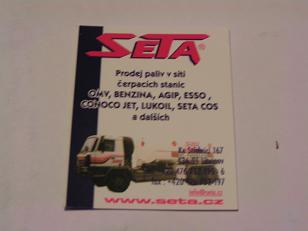 SETA®
Prodej paliv v síti
čerpacích stanic
OMV, BENZINA, AGIP, ESSO,
CONOCO JET, LUKOIL, SETA COS
a dalších
167
www.seta.cz